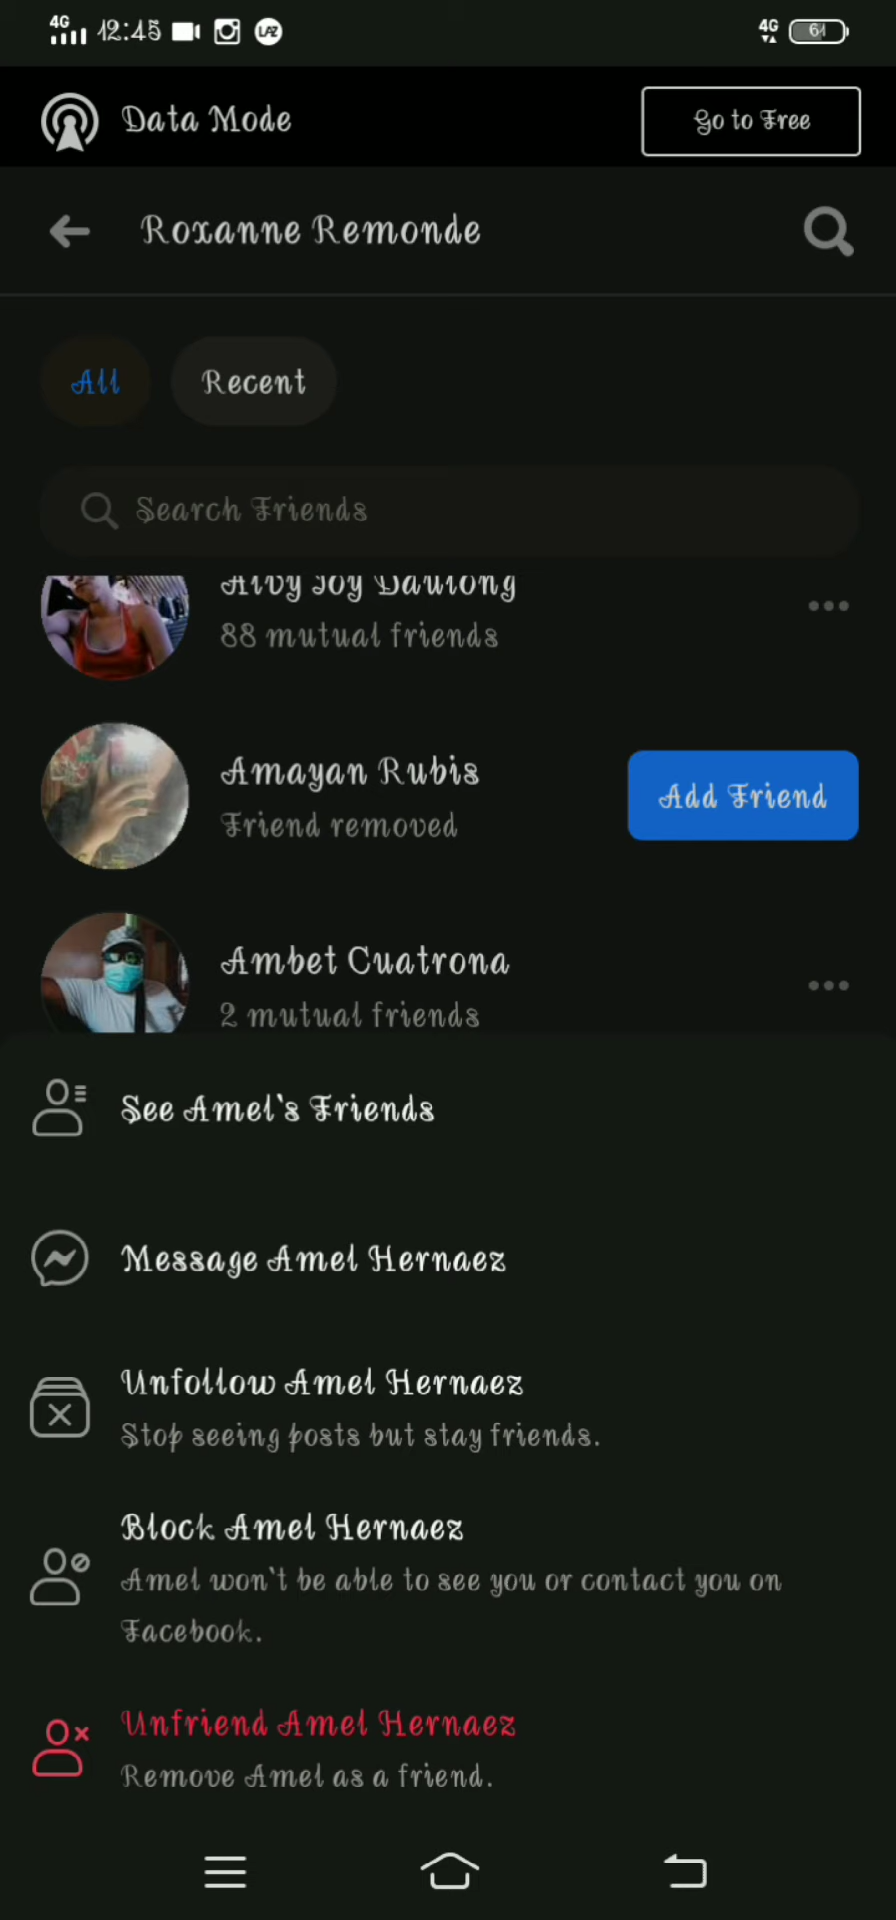 4G 12:45 LAZ 4G 61
Data Mode
Go to Free
Roxanne Remonde
All
Recent
Search Friends
Joy
88 mutual friends
Amayan Rubis
Friend removed
Add Friend
Ambet Cuatrona
2 mutual friends
See Amel's Friends
Message Amel Hernaez
Unfollow Amel Hernaez
Stop seeing posts but stay friends.
Block Amel Hernaez
Amel won't be able to see you or contact you on
Facebook.
Unfriend Amel Hernaez
Remove Amel as a friend.